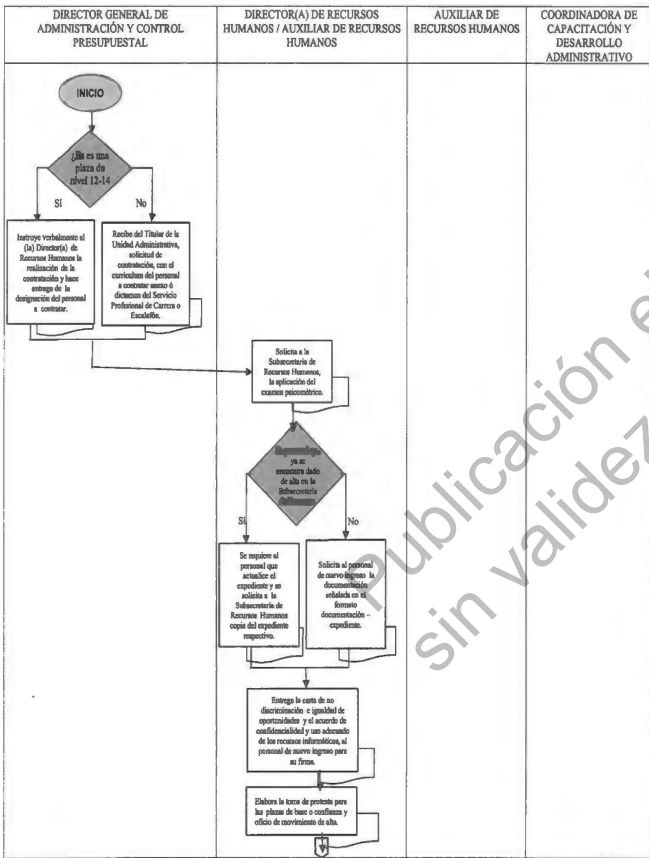 DIRECTOR GENERAL DE
ADMINISTRACIÓN Y CONTROL
PRESUPUESTAL
DIRECTOR(A) DE RECURSOS
HUMANOS / AUXILIAR DE RECURSOS
HUMANOS
AUXILIAR DE
RECURSOS HUMANOS
COORDINADORA DE
CAPACITACIÓN Y
DESARROLLO
ADMINISTRATIVO
INICIO
¿Es es una
plaza de
nivel 12-14
Sí
No
Instruye verbalmente al
(la) Director(a) de
Recursos Humanos la
realización de la
contratación y hace
entrega de la
designación del personal
a contratar.
Recibe del Titular de la
Unidad Administrativa,
solicitud de
contratación, con el
curriculum del personal
a contratar anexo ó
dictamen del Servicio
Profesional de Carrera o
Escalafón.
Solicita a la
Subsecretaría de
Recursos Humanos,
la aplicación del
examen psicométrico.
ya se
encuentra dado
de alta en la
Subsecretaría
Sí
No
Se requiere al
personal que
actualice el
expediente y se
solicita a la
Subsecretaría de
Recursos Humanos
copia del expediente
respectivo.
Solicita al personal
de nuevo ingreso la
documentación
señalada en el
formato
documentación –
expediente.
Entrega la carta de no
discriminación e igualdad de
oportunidades y el acuerdo de
confidencialidad y uso adecuado
de los recursos informáticos, al
personal de nuevo ingreso para
su firma.
Elabora la toma de protesta para
las plazas de base o confianza y
oficio de movimiento de alta.
Publicación el
sin validez